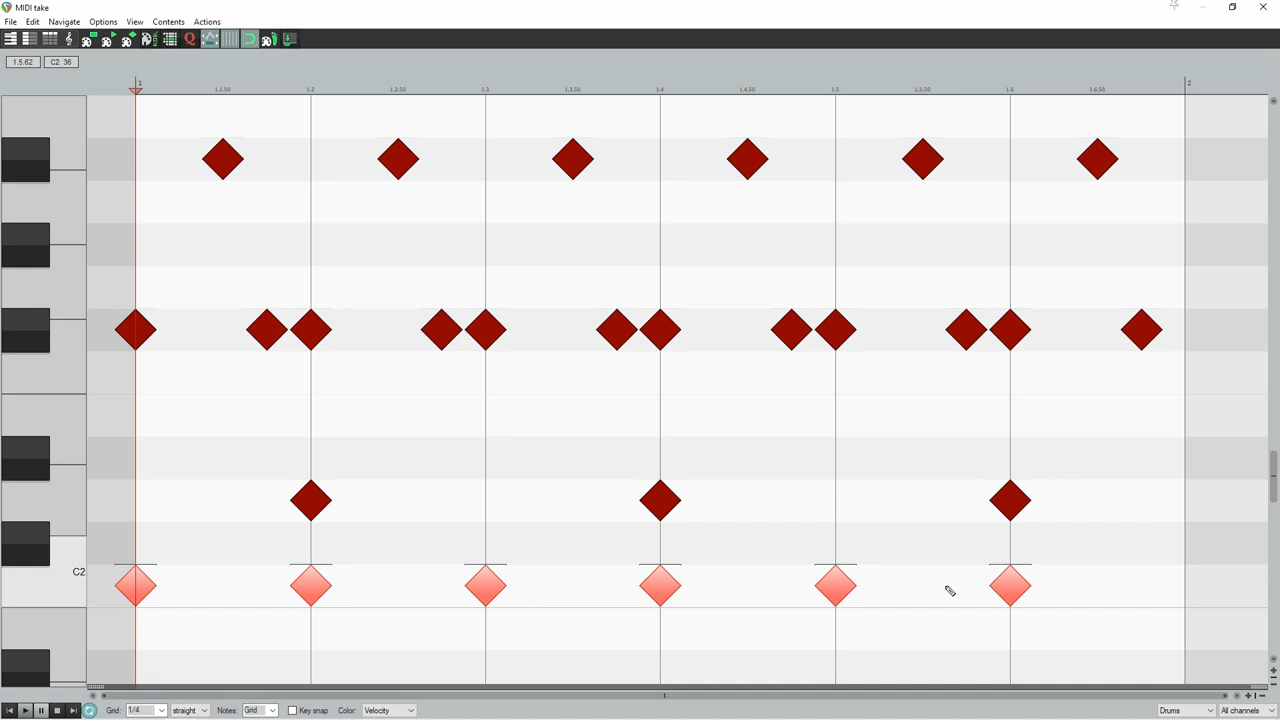 MIDI take
File Edit Navigate Options View Contents Actions
1.5.62 C2 36
1 2
1.1.50 1.2 1.2.50 1.3 1.3.50 1.4 1.4.50 1.5 1.5.50 1.6 1.6.50
C2
Grid: 1/4 straight Notes: Grid Key snap Color: Velocity Drums All channels